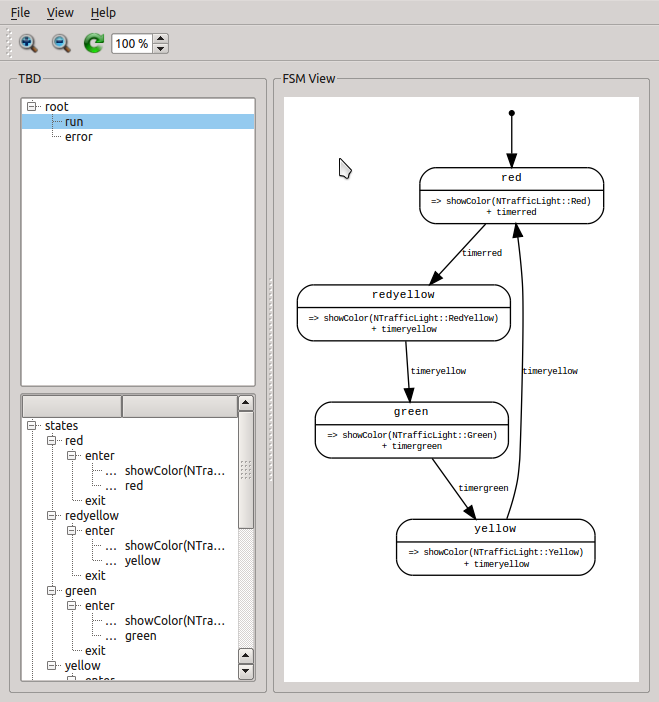 File View Help
100 %
TBD
root
run
error
states
red
enter
... showColor(NTra...
... red
exit
redyellow
enter
... showColor(NTra...
... yellow
exit
green
enter
... showColor(NTra...
... green
exit
yellow
enter
FSM View
red
=> showColor(NTrafficLight::Red)
+ timerred
timerred
redyellow
=> showColor(NTrafficLight::RedYellow)
+ timeryellow
timeryellow
timeryellow
green
=> showColor(NTrafficLight::Green)
+ timergreen
timergreen
yellow
=> showColor(NTrafficLight::Yellow)
+ timeryellow